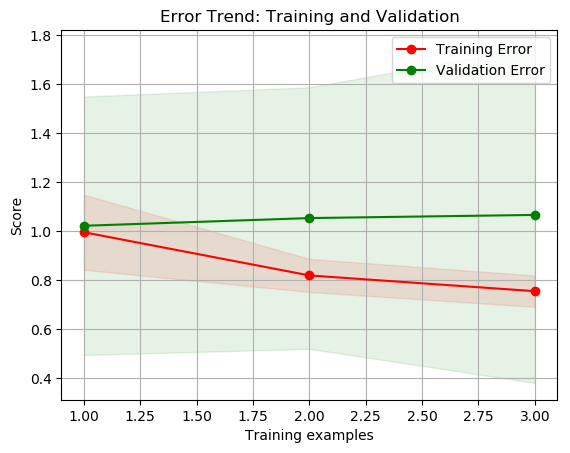 Error Trend: Training and Validation
Training Error
Validation Error
Score
1.8
1.6
1.4
1.2
1.0
0.8
0.6
0.4
1.00 1.25 1.50 1.75 2.00 2.25 2.50 2.75 3.00
Training examples